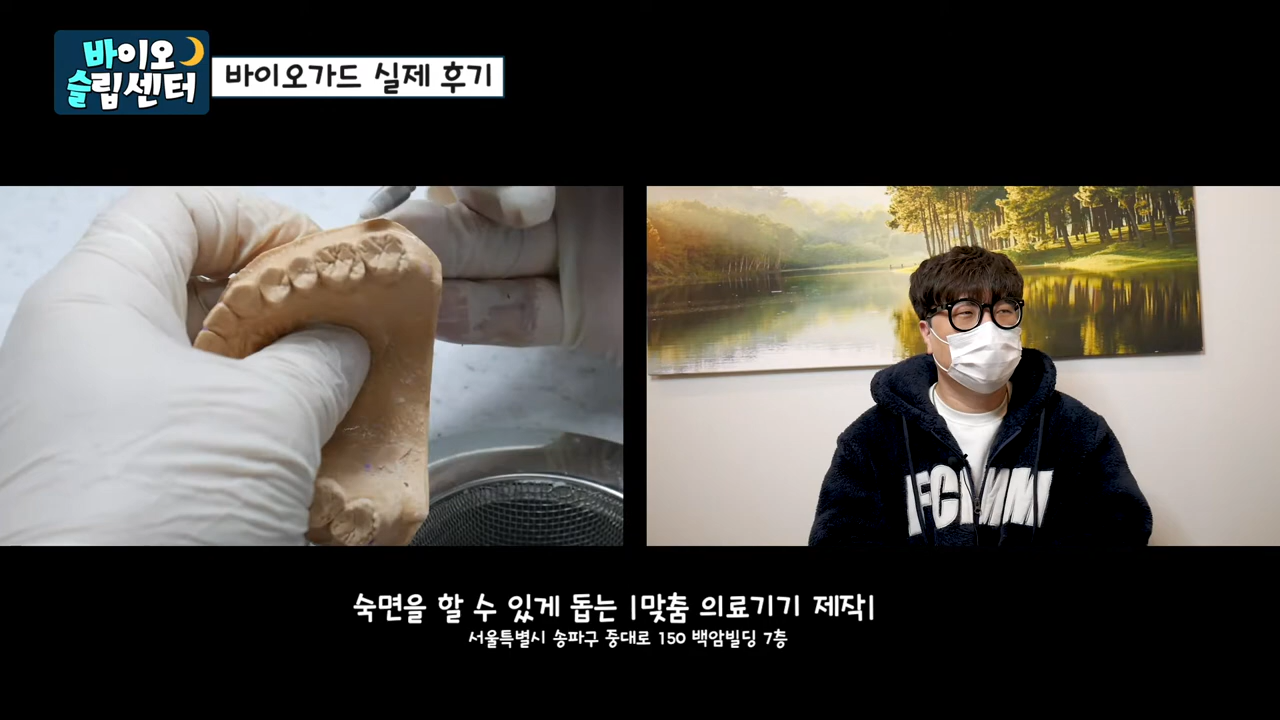 바이오
슬립센터
바이오가드 실제 후기
숙면을 할 수 있게 돕는 |맞춤 의료기기 제작|
서울특별시 송파구 중대로 150 백암빌딩 7층